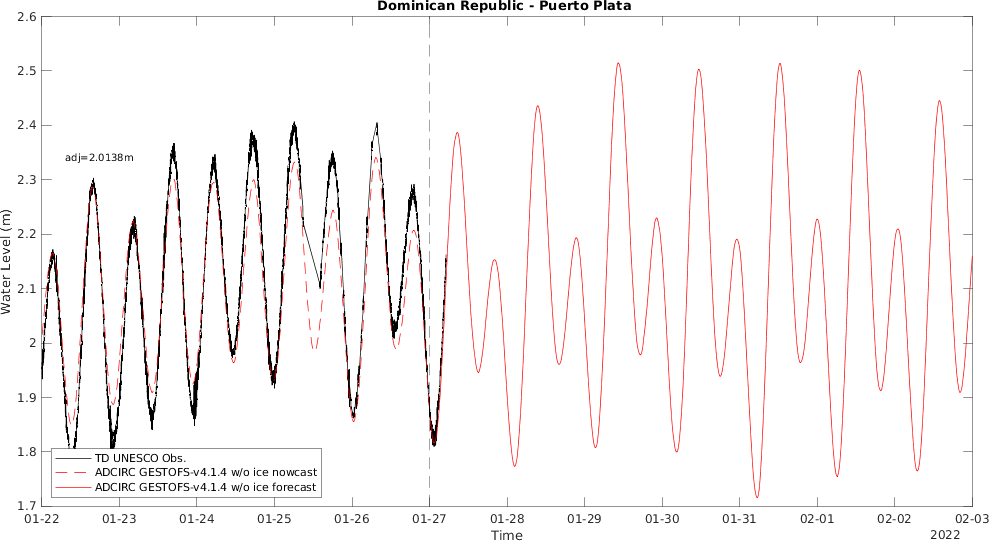 Dominican Republic - Puerto Plata
2.6
2.5
2.4
2.3
2.2
2.1
2
1.9
1.8
1.7
Water Level (m)
adj=2.0138m
TD UNESCO Obs.
ADCIRC GESTOFS-v4.1.4 w/o ice nowcast
ADCIRC GESTOFS-v4.1.4 w/o ice forecast
01-22 01-23 01-24 01-25 01-26 01-27 01-28 01-29 01-30 01-31 02-01 02-02 02-03
Time
2022